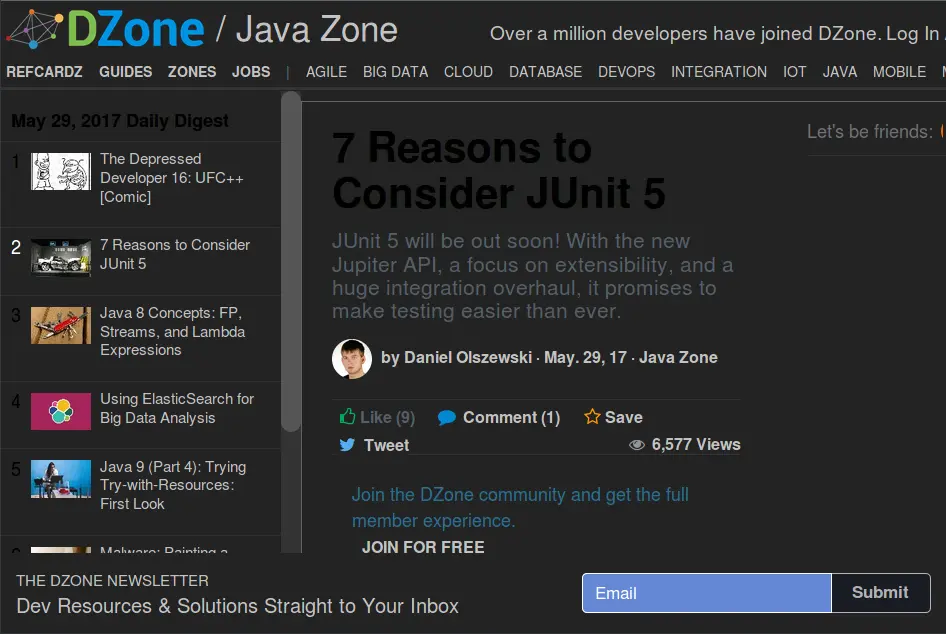 DZone / Java Zone
Over a million developers have joined DZone. Log In
REFCARDZ GUIDES ZONES JOBS | AGILE BIG DATA CLOUD DATABASE DEVOPS INTEGRATION IOT JAVA MOBILE
May 29, 2017 Daily Digest
1 The Depressed
Developer 16: UFC++
[Comic]
2 7 Reasons to Consider
JUnit 5
3 Java 8 Concepts: FP,
Streams, and Lambda
Expressions
4 Using ElasticSearch for
Big Data Analysis
5 Java 9 (Part 4): Trying
Try-with-Resources:
First Look
6 Malware: Painting a
7 Reasons to
Consider JUnit 5
Let's be friends:
JUnit 5 will be out soon! With the new
Jupiter API, a focus on extensibility, and a
huge integration overhaul, it promises to
make testing easier than ever.
by Daniel Olszewski · May. 29, 17 · Java Zone
Like (9) Comment (1) Save
Tweet 6,577 Views
Join the DZone community and get the full
member experience.
JOIN FOR FREE
THE DZONE NEWSLETTER
Dev Resources & Solutions Straight to Your Inbox
Email Submit